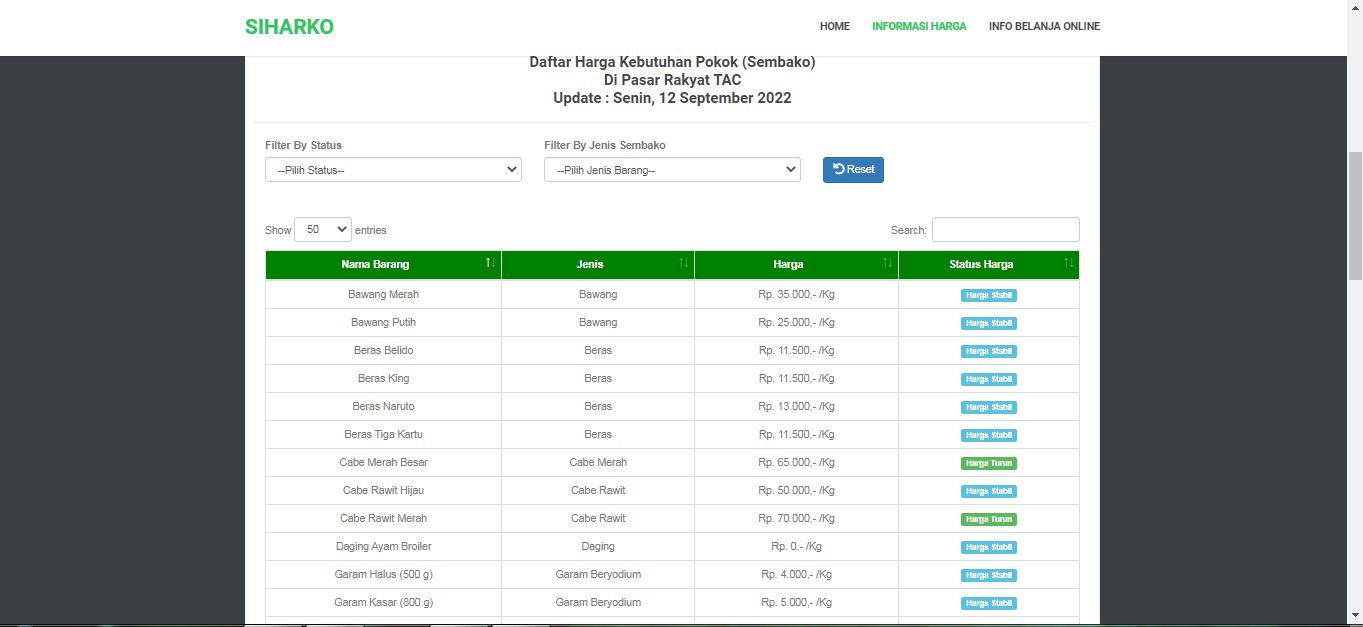 SIHARKO
HOME INFORMASI HARGA INFO BELANJA ONLINE
Daftar Harga Kebutuhan Pokok (Sembako)
Di Pasar Rakyat TAC
Update : Senin, 12 September 2022
Filter By Status Filter By Jenis Sembako
--Pilih Status-- --Pilih Jenis Barang-- Reset
Show 50 entries Search:
Nama Barang Jenis Harga Status Harga
Bawang Merah Bawang Rp. 35.000,- /Kg Harga Stabil
Bawang Putih Bawang Rp. 25.000,- /Kg Harga Stabil
Beras Belido Beras Rp. 11.500,- /Kg Harga Stabil
Beras King Beras Rp. 11.500,- /Kg Harga Stabil
Beras Naruto Beras Rp. 13.000,- /Kg Harga Stabil
Beras Tiga Kartu Beras Rp. 11.500,- /Kg Harga Stabil
Cabe Merah Besar Cabe Merah Rp. 65.000,- /Kg Harga Turun
Cabe Rawit Hijau Cabe Rawit Rp. 50.000,- /Kg Harga Stabil
Cabe Rawit Merah Cabe Rawit Rp. 70.000,- /Kg Harga Turun
Daging Ayam Broiler Daging Rp. 0,- /Kg Harga Stabil
Garam Halus (500 g) Garam Beryodium Rp. 4.000,- /Kg Harga Stabil
Garam Kasar (800 g) Garam Beryodium Rp. 5.000,- /Kg Harga Stabil